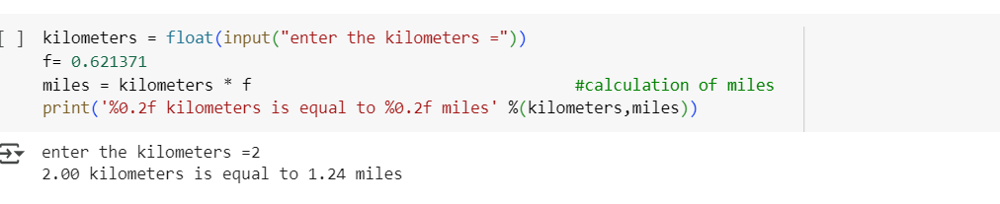 [ ] kilometers = float(input("enter the kilometers ="))
f= 0.621371
miles = kilometers * f #calculation of miles
print('%0.2f kilometers is equal to %0.2f miles' %(kilometers,miles))
enter the kilometers =2
2.00 kilometers is equal to 1.24 miles